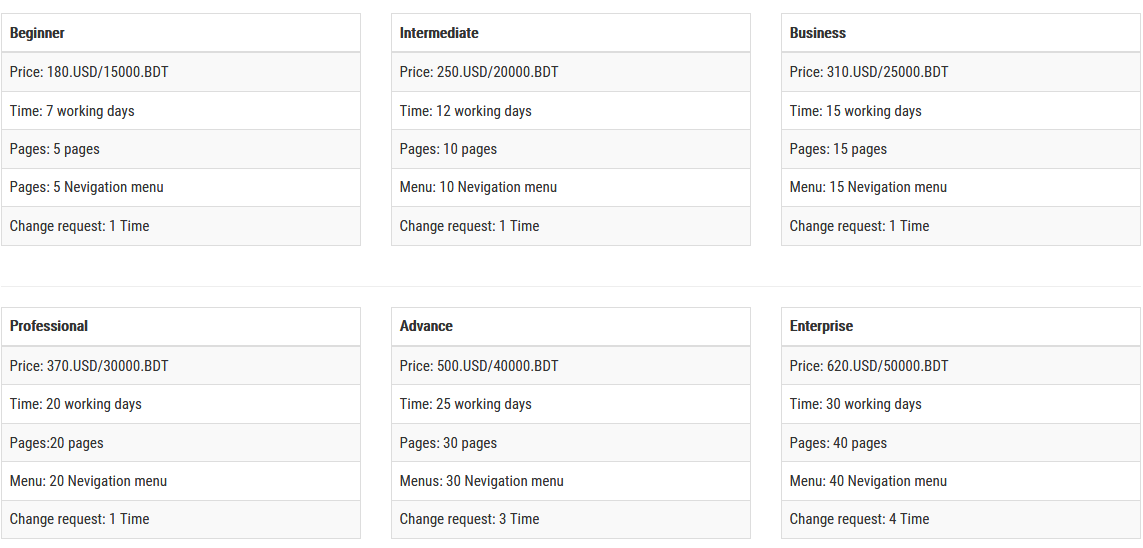 Beginner
Price: 180.USD/15000.BDT
Time: 7 working days
Pages: 5 pages
Pages: 5 Nevigation menu
Change request: 1 Time
Intermediate
Price: 250.USD/20000.BDT
Time: 12 working days
Pages: 10 pages
Menu: 10 Nevigation menu
Change request: 1 Time
Business
Price: 310.USD/25000.BDT
Time: 15 working days
Pages: 15 pages
Menu: 15 Nevigation menu
Change request: 1 Time
Professional
Price: 370.USD/30000.BDT
Time: 20 working days
Pages:20 pages
Menu: 20 Nevigation menu
Change request: 1 Time
Advance
Price: 500.USD/40000.BDT
Time: 25 working days
Pages: 30 pages
Menus: 30 Nevigation menu
Change request: 3 Time
Enterprise
Price: 620.USD/50000.BDT
Time: 30 working days
Pages: 40 pages
Menu: 40 Nevigation menu
Change request: 4 Time